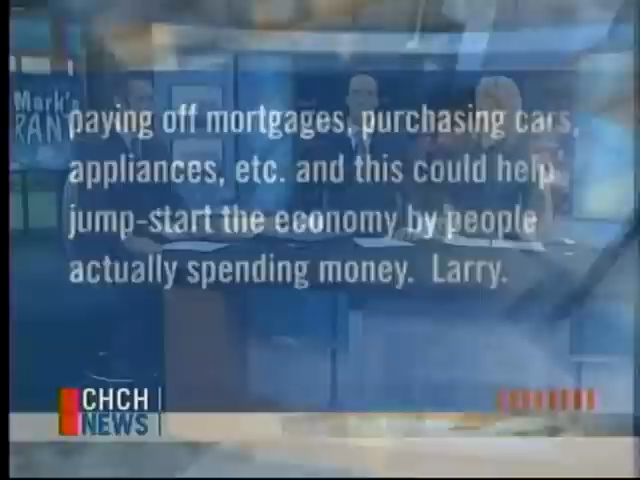 Mark's
RANT
paying off mortgages, purchasing cars,
appliances, etc. and this could help
jump-start the economy by people
actually spending money. Larry.
CHCH
NEWS